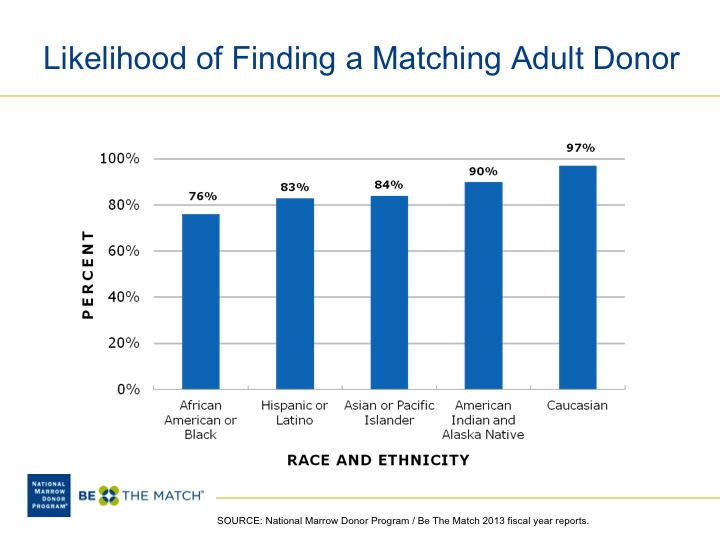 Likelihood of Finding a Matching Adult Donor
100%
80%
60%
40%
20%
0%
PERCENT
76%
83%
84%
90%
97%
African
American or
Black
Hispanic or
Latino
Asian or Pacific
Islander
American
Indian and
Alaska Native
Caucasian
RACE AND ETHNICITY
NATIONAL
MARROW
DONOR
PROGRAM®
BE THE MATCH®
SOURCE: National Marrow Donor Program / Be The Match 2013 fiscal year reports.